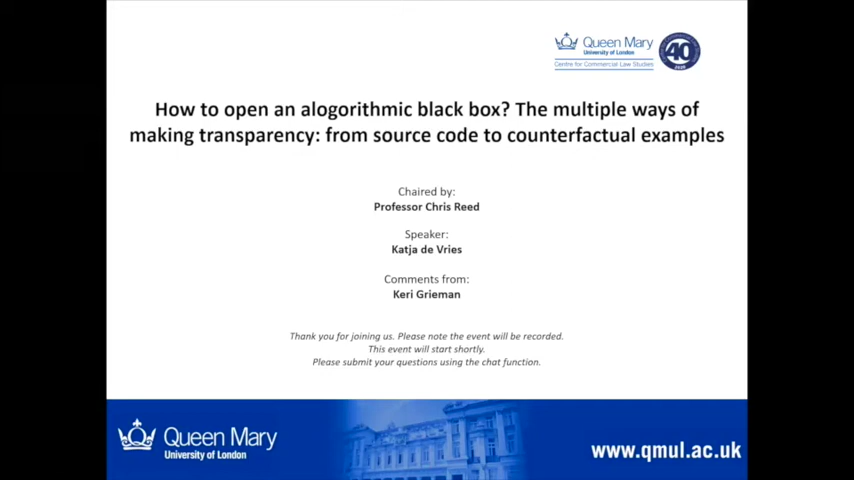 Queen Mary
University of London
Centre for Commercial Law Studies
40
How to open an alogorithmic black box? The multiple ways of
making transparency: from source code to counterfactual examples
Chaired by:
Professor Chris Reed
Speaker:
Katja de Vries
Comments from:
Keri Grieman
Thank you for joining us. Please note the event will be recorded.
This event will start shortly.
Please submit your questions using the chat function.
Queen Mary
University of London
www.qmul.ac.uk